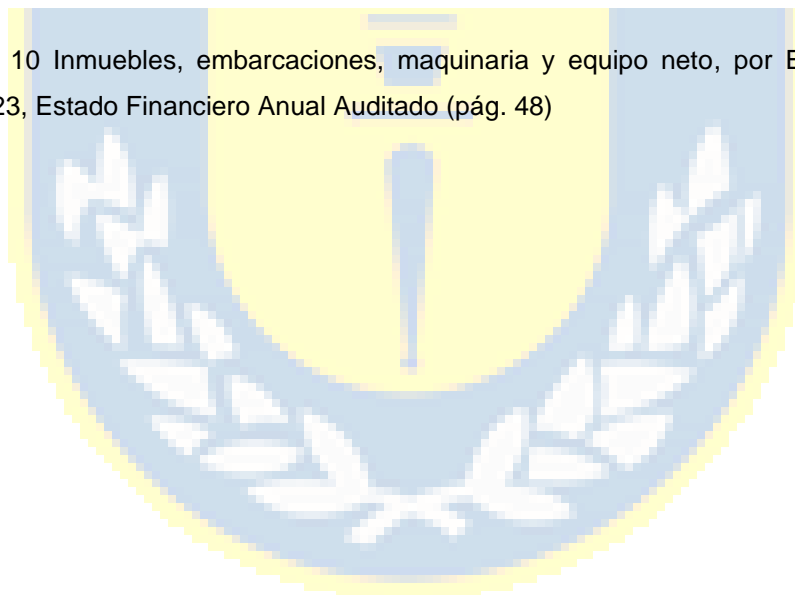 10 Inmuebles, embarcaciones, maquinaria y equipo neto, por E
23, Estado Financiero Anual Auditado (pág. 48)